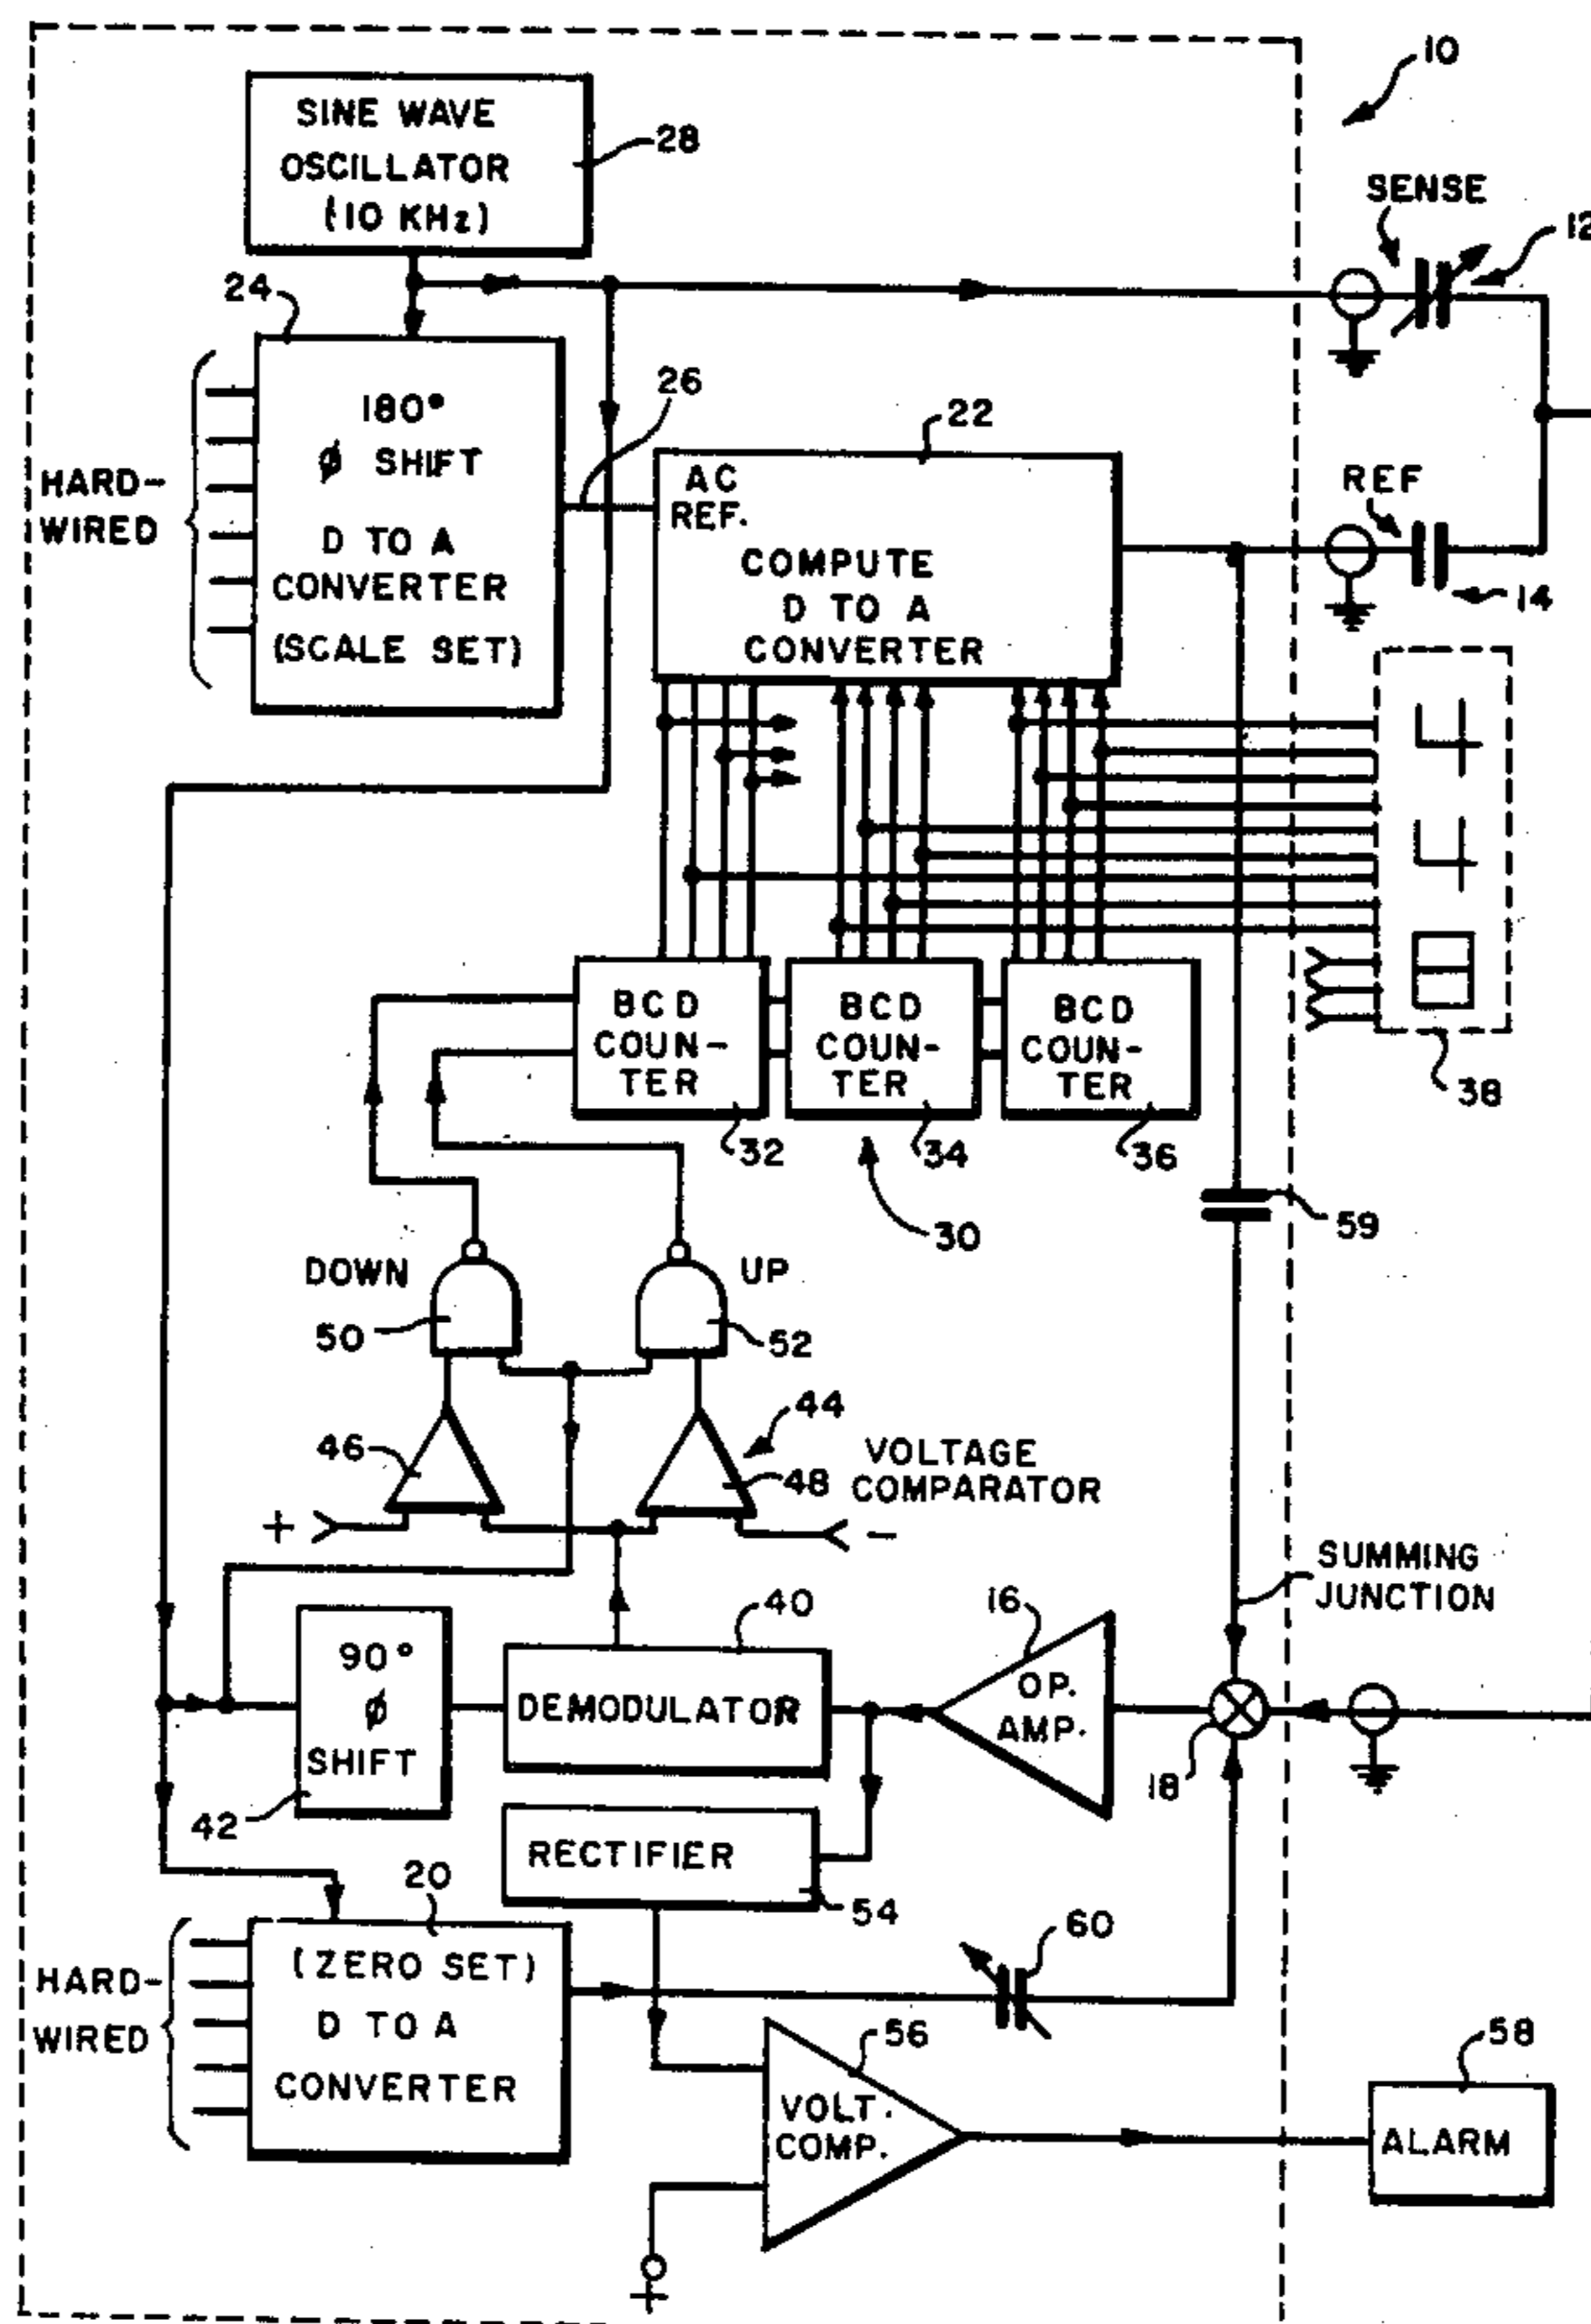 10
SINE WAVE
OSCILLATOR
(10 KHz)
28
SENSE
12
24
180°
ø SHIFT
D TO A
CONVERTER
(SCALE SET)
HARD-
WIRED
26
22
AC
REF.
COMPUTE
D TO A
CONVERTER
REF
14
BCD
COUN-
TER
32
BCD
COUN-
TER
34
BCD
COUN-
TER
36
38
30
59
DOWN
50
UP
52
46
44
48
VOLTAGE
COMPARATOR
+
-
SUMMING
JUNCTION
90°
ø
SHIFT
42
DEMODULATOR
40
16
OP.
AMP.
18
RECTIFIER
54
20
(ZERO SET)
D TO A
CONVERTER
HARD-
WIRED
60
56
VOLT.
COMP.
+
58
ALARM